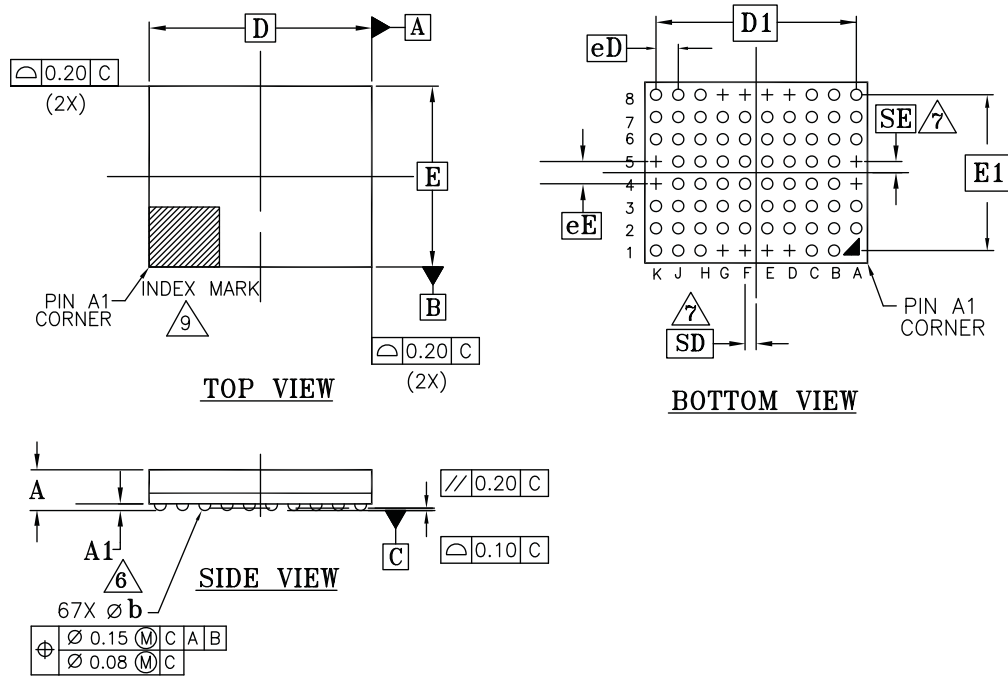 D
A
⌓ 0.20 C
(2X)
E
PIN A1
CORNER
INDEX MARK
9
B
⌓ 0.20 C
(2X)
TOP VIEW
D1
eD
8
7
6
5
4
3
2
1
K J H G F E D C B A
SE 7
E1
eE
7
SD
PIN A1
CORNER
BOTTOM VIEW
A
A1
6
SIDE VIEW
C
// 0.20 C
⌓ 0.10 C
67X Ø b
⌖ Ø 0.15 Ⓜ C A B
Ø 0.08 Ⓜ C